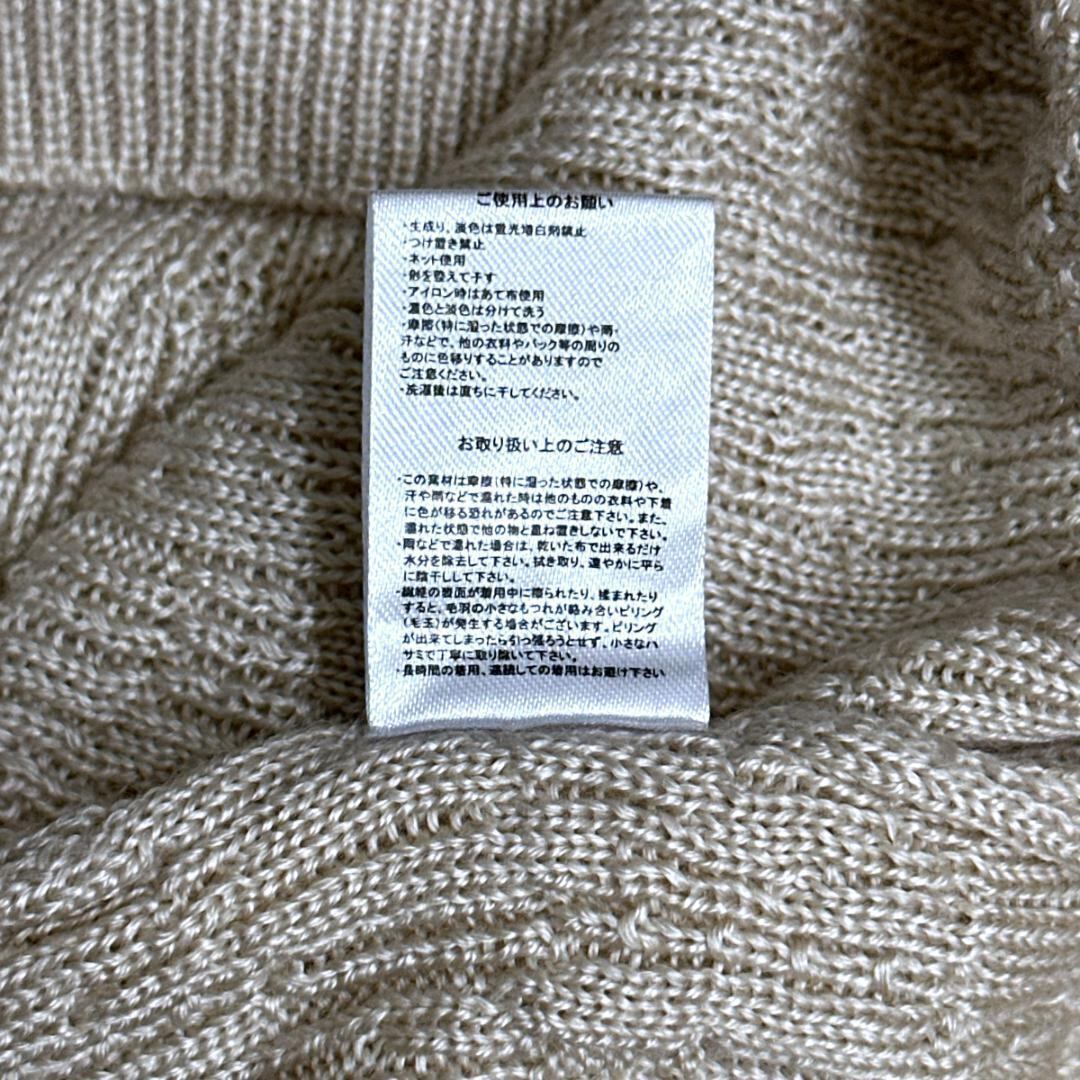 ご使用上のお願い
・生成り、淡色は蛍光増白剤禁止
・つけ置き禁止
・ネット使用
・形を整えて干す
・アイロン時はあて布使用
・濃色と淡色は分けて洗う
・摩擦(特に湿った状態での摩擦)や雨・
汗などで、他の衣料やバック等の周りの
ものに色移りすることがありますので
ご注意ください。
・洗濯後は直ちに干してください。
お取り扱い上のご注意
・この素材は摩擦(特に湿った状態での摩擦)や、
汗や雨などで濡れた時は他のものの衣料や下着
に色が移る恐れがあるのでご注意下さい。また、
濡れた状態で他の物と重ね置きしないで下さい。
・雨などで濡れた場合は、乾いた布で出来るだけ
水分を除去して下さい。拭き取り、速やかに平ら
に陰干しして下さい。
・繊維の表面が着用中に擦られたり、揉まれたり
すると、毛羽の小さなもつれが絡み合いピリング
(毛玉)が発生する場合がございます。ピリング
が出来てしまったら引っ張ろうとせず、小さなハ
サミで丁寧に取り除いて下さい。
・長時間の着用、連続しての着用はお避け下さい